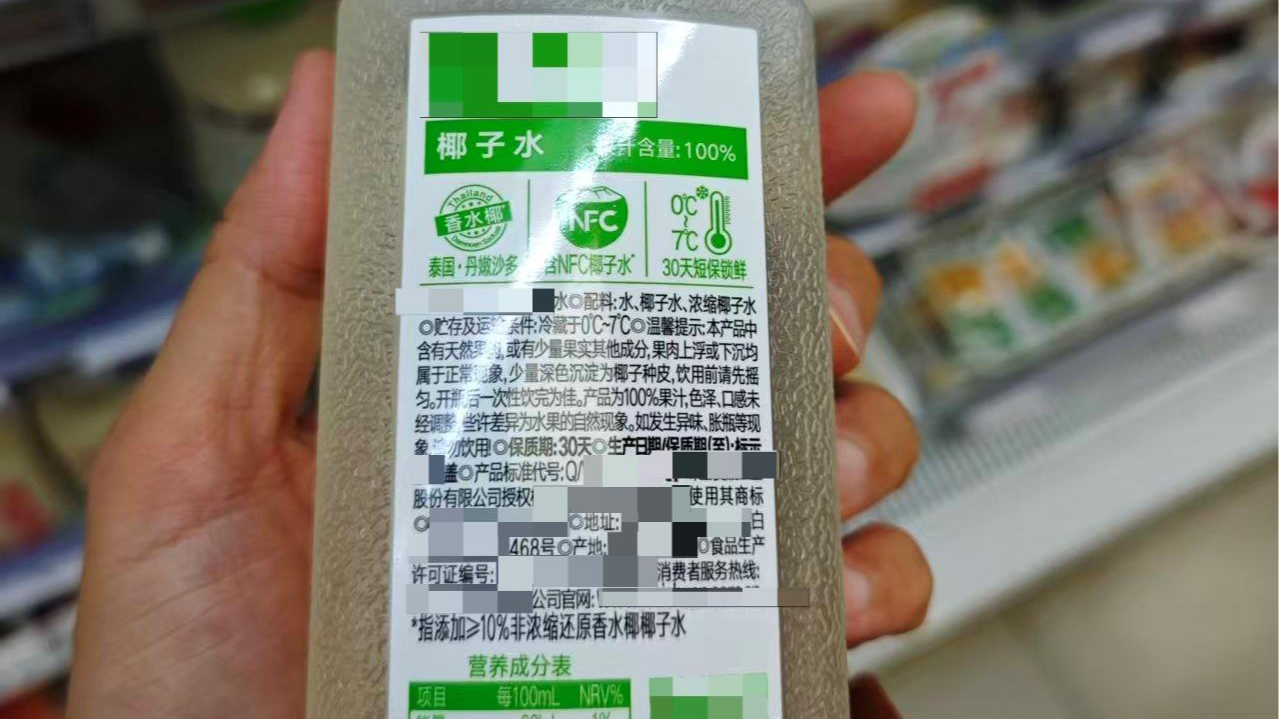 椰子水
汁含量:100%
Thailand
香水椰
NFC
0℃
7℃
泰国·丹嫩沙多
含NFC椰子水*
30天短保锁鲜
水◎配料:水、椰子水、浓缩椰子水
◎贮存及运输条件:冷藏于0℃~7℃◎温馨提示:本产品中
含有天然果肉,或有少量果实其他成分,果肉上浮或下沉均
属于正常现象,少量深色沉淀为椰子种皮,饮用前请先摇
匀。开瓶后一次性饮完为佳。产品为100%果汁,色泽、口感未
经调整,些许差异为水果的自然现象。如发生异味、胀瓶等现
象,请勿饮用◎保质期:30天◎生产日期/保质期(至):标示
盖◎产品标准代号:Q/
股份有限公司授权 使用其商标
◎ ◎地址: 白
468号◎产地: ◎食品生产
许可证编号: 消费者服务热线:
公司官网:
*指添加≥10%非浓缩还原香水椰椰子水
营养成分表
项目 每100mL NRV%